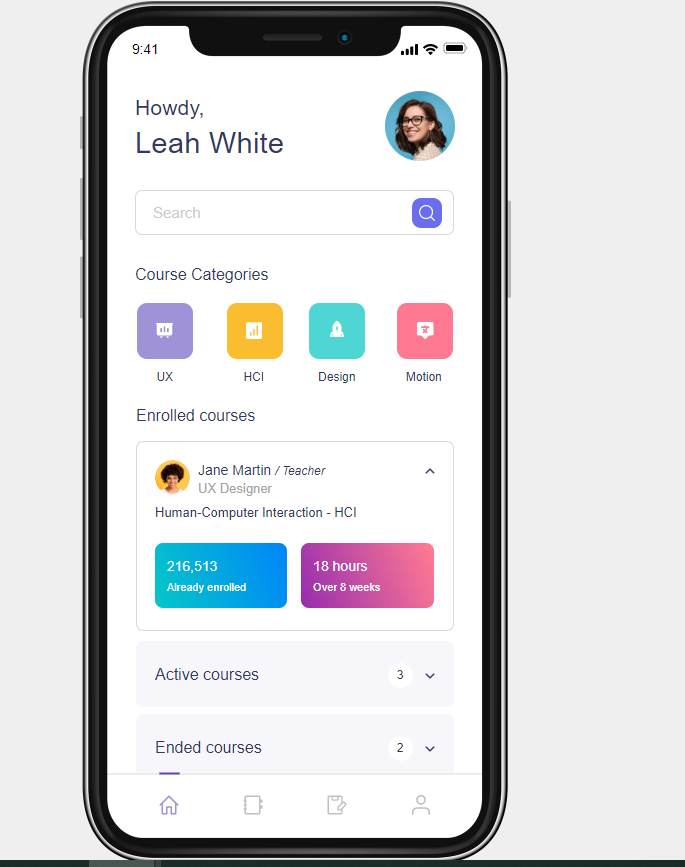 9:41
Howdy,
Leah White
Search
Course Categories
UX
HCI
Design
Motion
Enrolled courses
Jane Martin / Teacher
UX Designer
Human-Computer Interaction - HCI
216,513
Already enrolled
18 hours
Over 8 weeks
Active courses
3
Ended courses
2